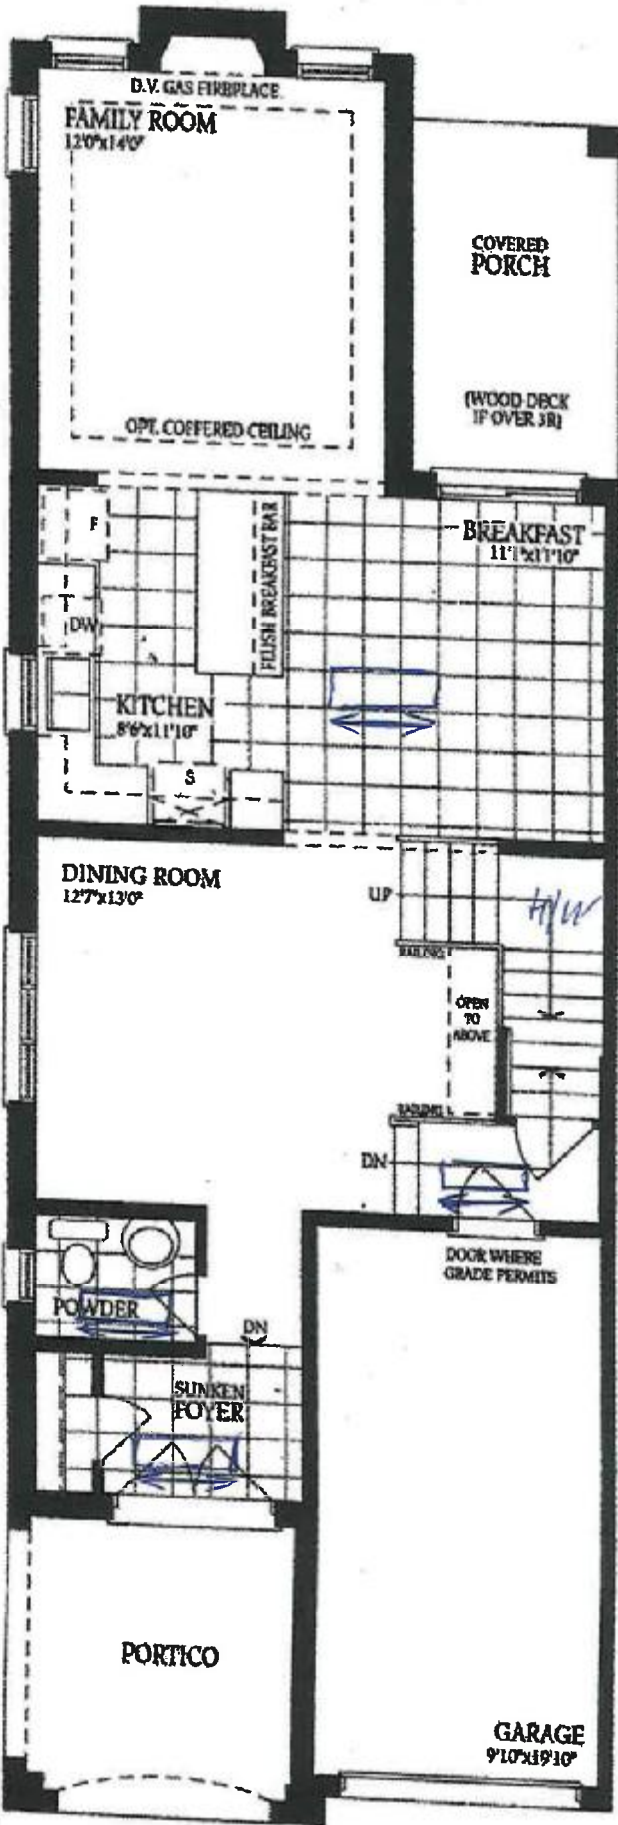 D.V. GAS FIREPLACE
FAMILY ROOM
12'0"x14'0"
COVERED
PORCH
(WOOD DECK
IF OVER 3R)
OPT. COFFERED CEILING
F
FLUSH BREAKFAST BAR
BREAKFAST
11'1"x11'10"
DW
KITCHEN
8'6"x11'10"
S
DINING ROOM
12'7"x13'0"
UP
H/W
RAILING
OPEN
TO
ABOVE
RAILING
DN
DOOR WHERE
GRADE PERMITS
POWDER
DN
SUNKEN
FOYER
PORTICO
GARAGE
9'10"x19'10"